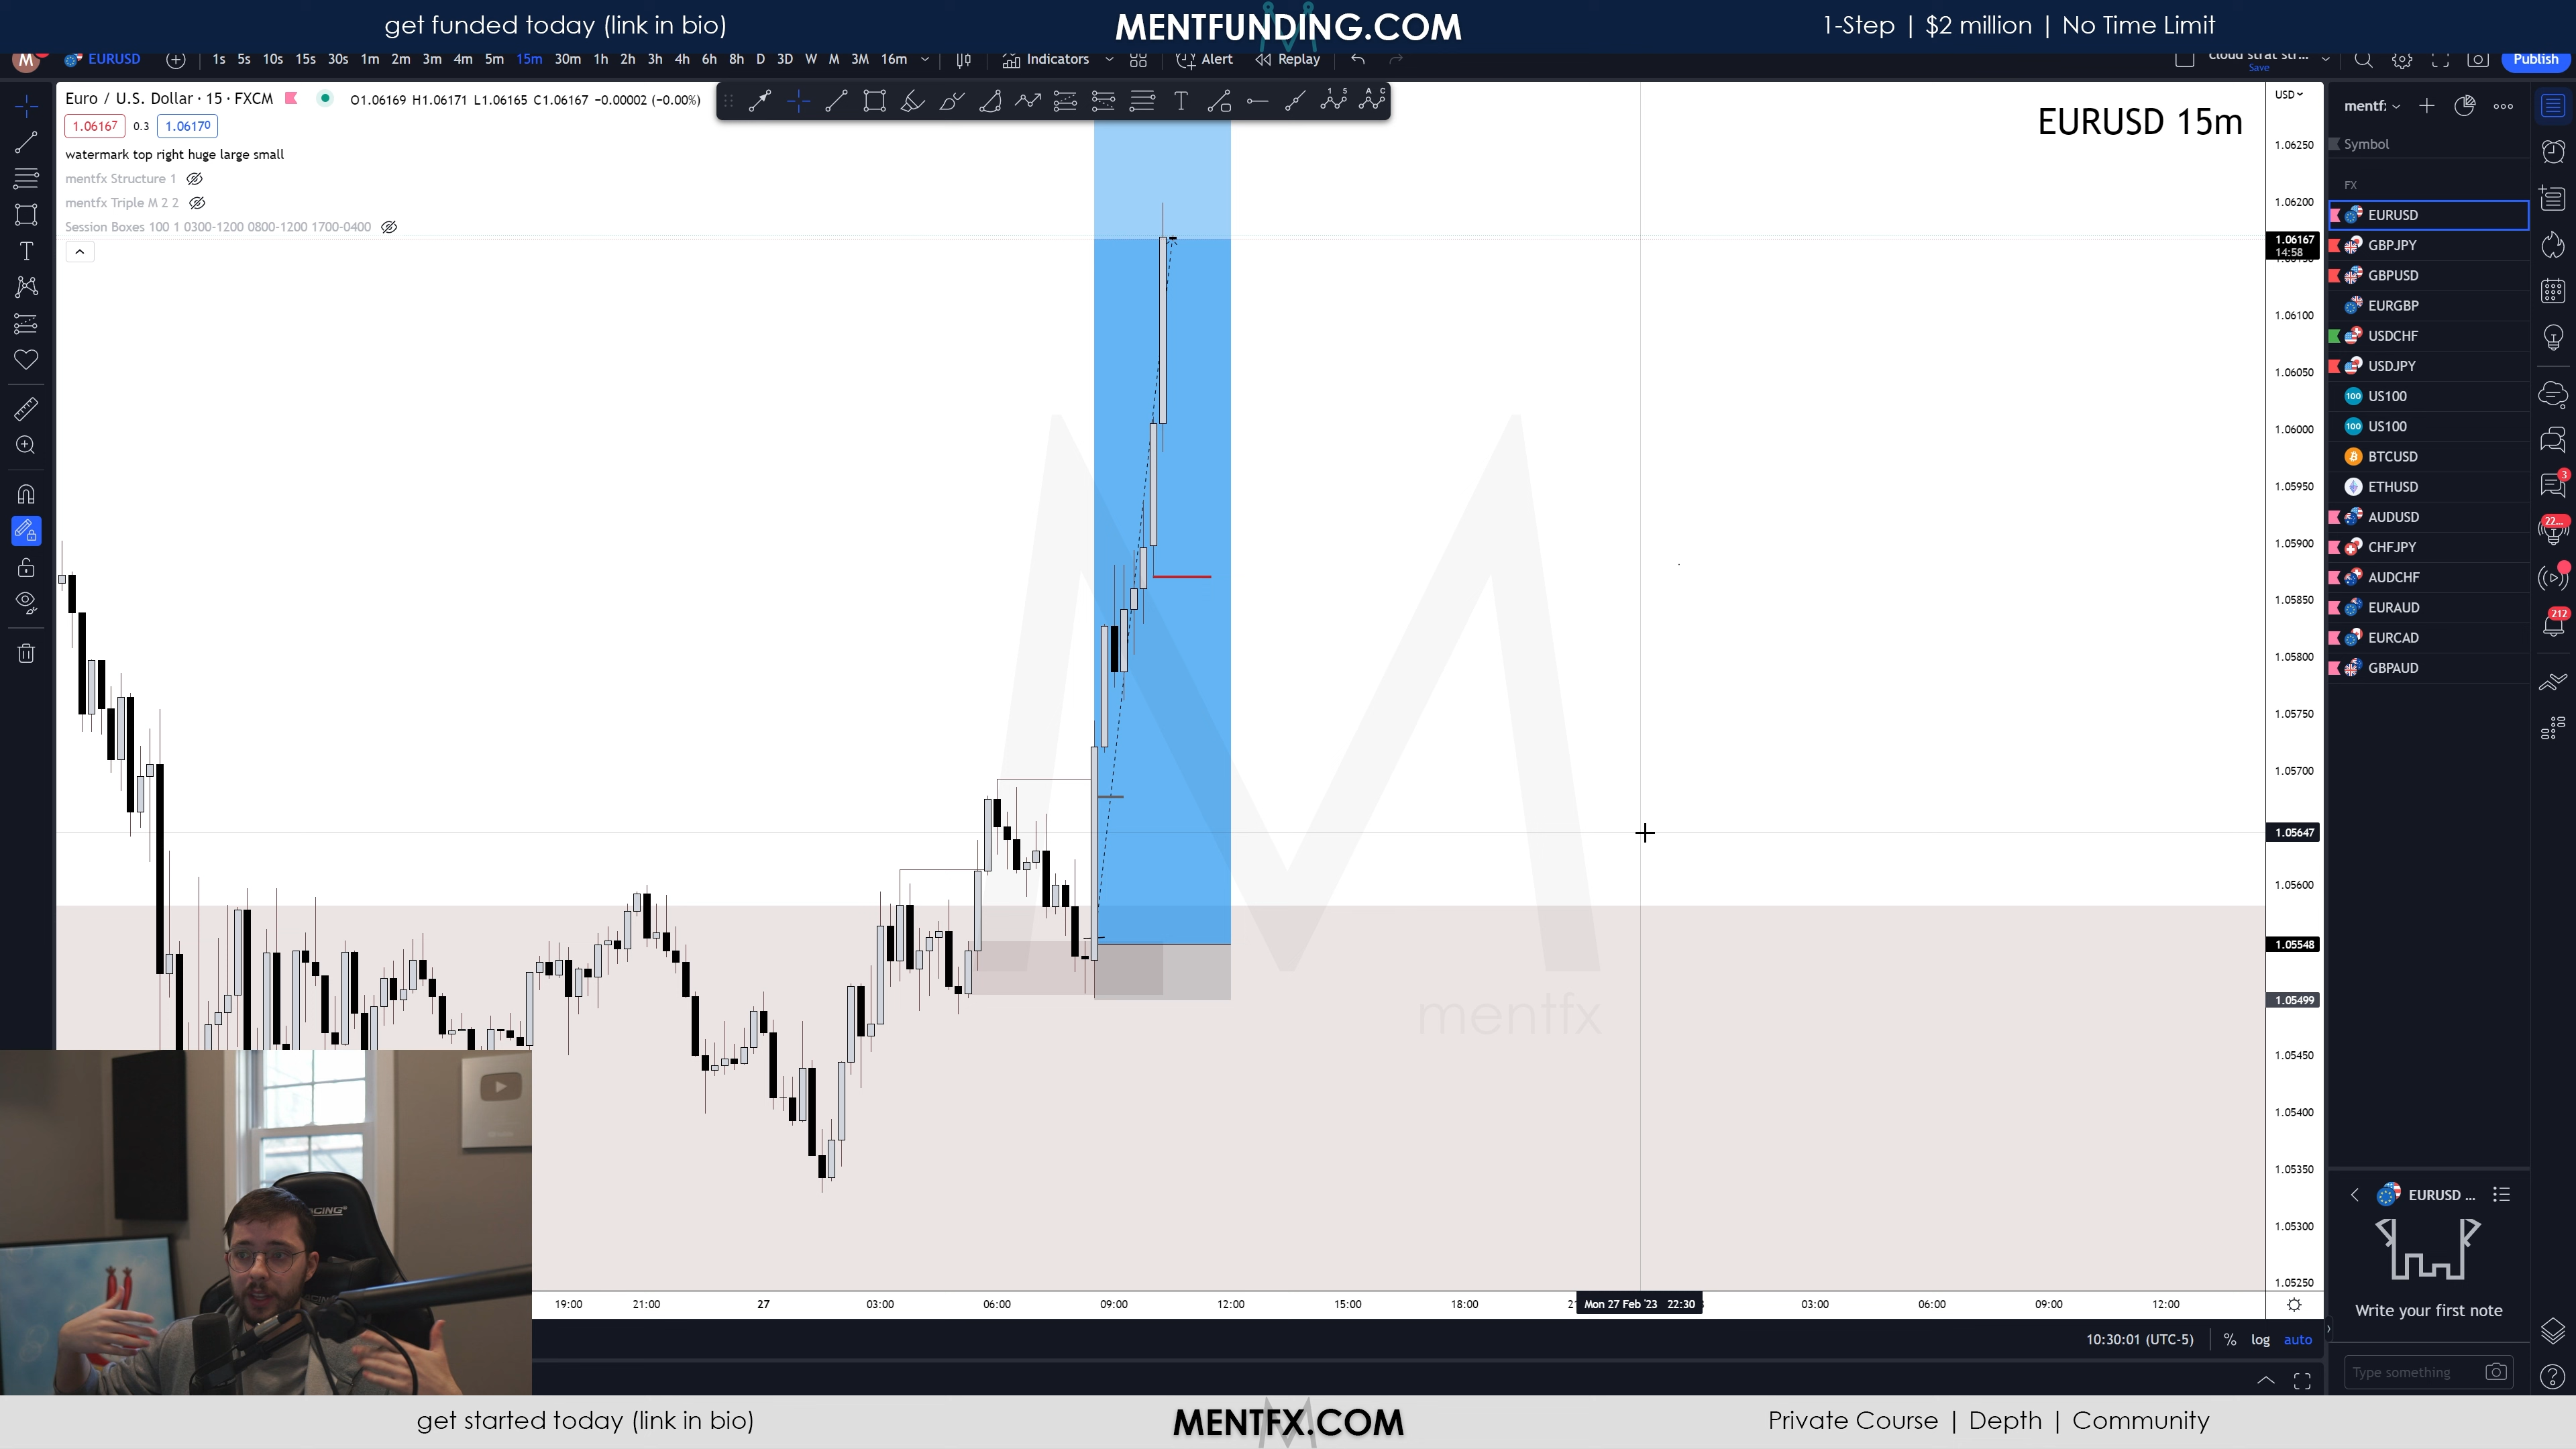 get funded today (link in bio)
MENTFUNDING.COM
1-Step | $2 million | No Time Limit
M
EURUSD
1s 5s 10s 15s 30s 1m 2m 3m 4m 5m 15m 30m 1h 2h 3h 4h 6h 8h D 3D W M 3M 16m
Indicators
Alert
Replay
cloud strat str...
Save
Publish
Euro / U.S. Dollar · 15 · FXCM
O1.06169 H1.06171 L1.06165 C1.06167 −0.00002 (−0.00%)
1.06167
0.3
1.06170
watermark top right huge large small
mentfx Structure 1
mentfx Triple M 2 2
Session Boxes 100 1 0300-1200 0800-1200 1700-0400
EURUSD 15m
USD
1.06250
1.06200
1.06167
14:58
1.06100
1.06050
1.06000
1.05950
1.05900
1.05850
1.05800
1.05750
1.05700
1.05647
1.05600
1.05548
1.05499
1.05450
1.05400
1.05350
1.05300
1.05250
mentfx
mentf:
Symbol
FX
EURUSD
GBPJPY
GBPUSD
EURGBP
USDCHF
USDJPY
100 US100
100 US100
BTCUSD
ETHUSD
AUDUSD
CHFJPY
AUDCHF
EURAUD
EURCAD
GBPAUD
3
22...
212
EURUSD ...
Write your first note
Type something
19:00 21:00 27 03:00 06:00 09:00 12:00 15:00 18:00 Mon 27 Feb '23 22:30 03:00 06:00 09:00 12:00
10:30:01 (UTC-5)
% log auto
get started today (link in bio)
MENTFX.COM
Private Course | Depth | Community